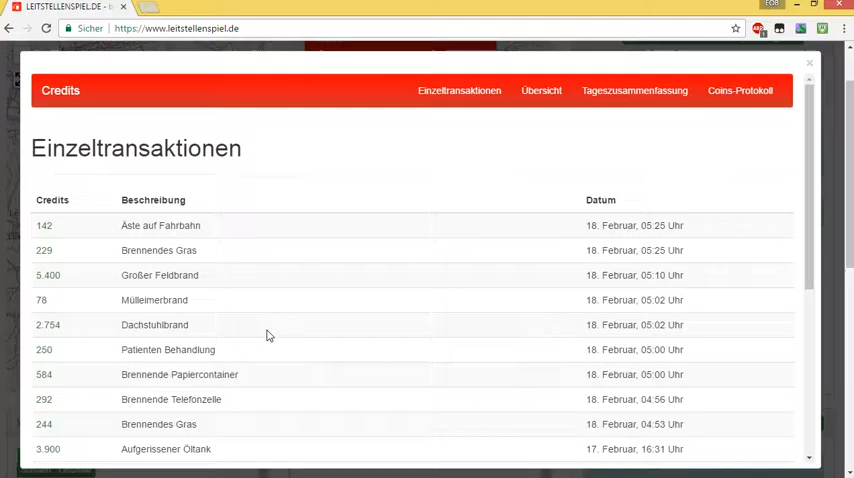 LEITSTELLENSPIEL.DE - 
EOB
Sicher https://www.leitstellenspiel.de
Credits Einzeltransaktionen Übersicht Tageszusammenfassung Coins-Protokoll
Einzeltransaktionen
Credits Beschreibung Datum
142 Äste auf Fahrbahn 18. Februar, 05:25 Uhr
229 Brennendes Gras 18. Februar, 05:25 Uhr
5.400 Großer Feldbrand 18. Februar, 05:10 Uhr
78 Mülleimerbrand 18. Februar, 05:02 Uhr
2.754 Dachstuhlbrand 18. Februar, 05:02 Uhr
250 Patienten Behandlung 18. Februar, 05:00 Uhr
584 Brennende Papiercontainer 18. Februar, 05:00 Uhr
292 Brennende Telefonzelle 18. Februar, 04:56 Uhr
244 Brennendes Gras 18. Februar, 04:53 Uhr
3.900 Aufgerissener Öltank 17. Februar, 16:31 Uhr